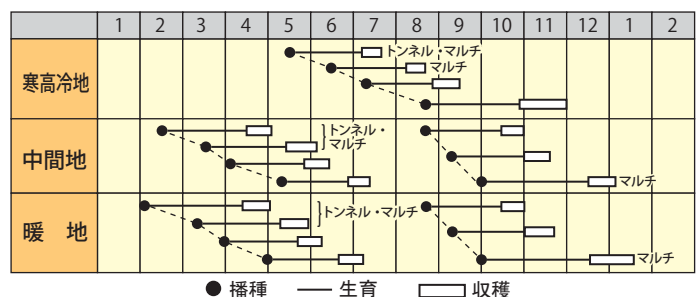 1 2 3 4 5 6 7 8 9 10 11 12 1 2
寒高冷地
トンネル・マルチ
マルチ
中間地
トンネル・
マルチ
マルチ
暖 地
トンネル・マルチ
マルチ
播種 生育 収穫